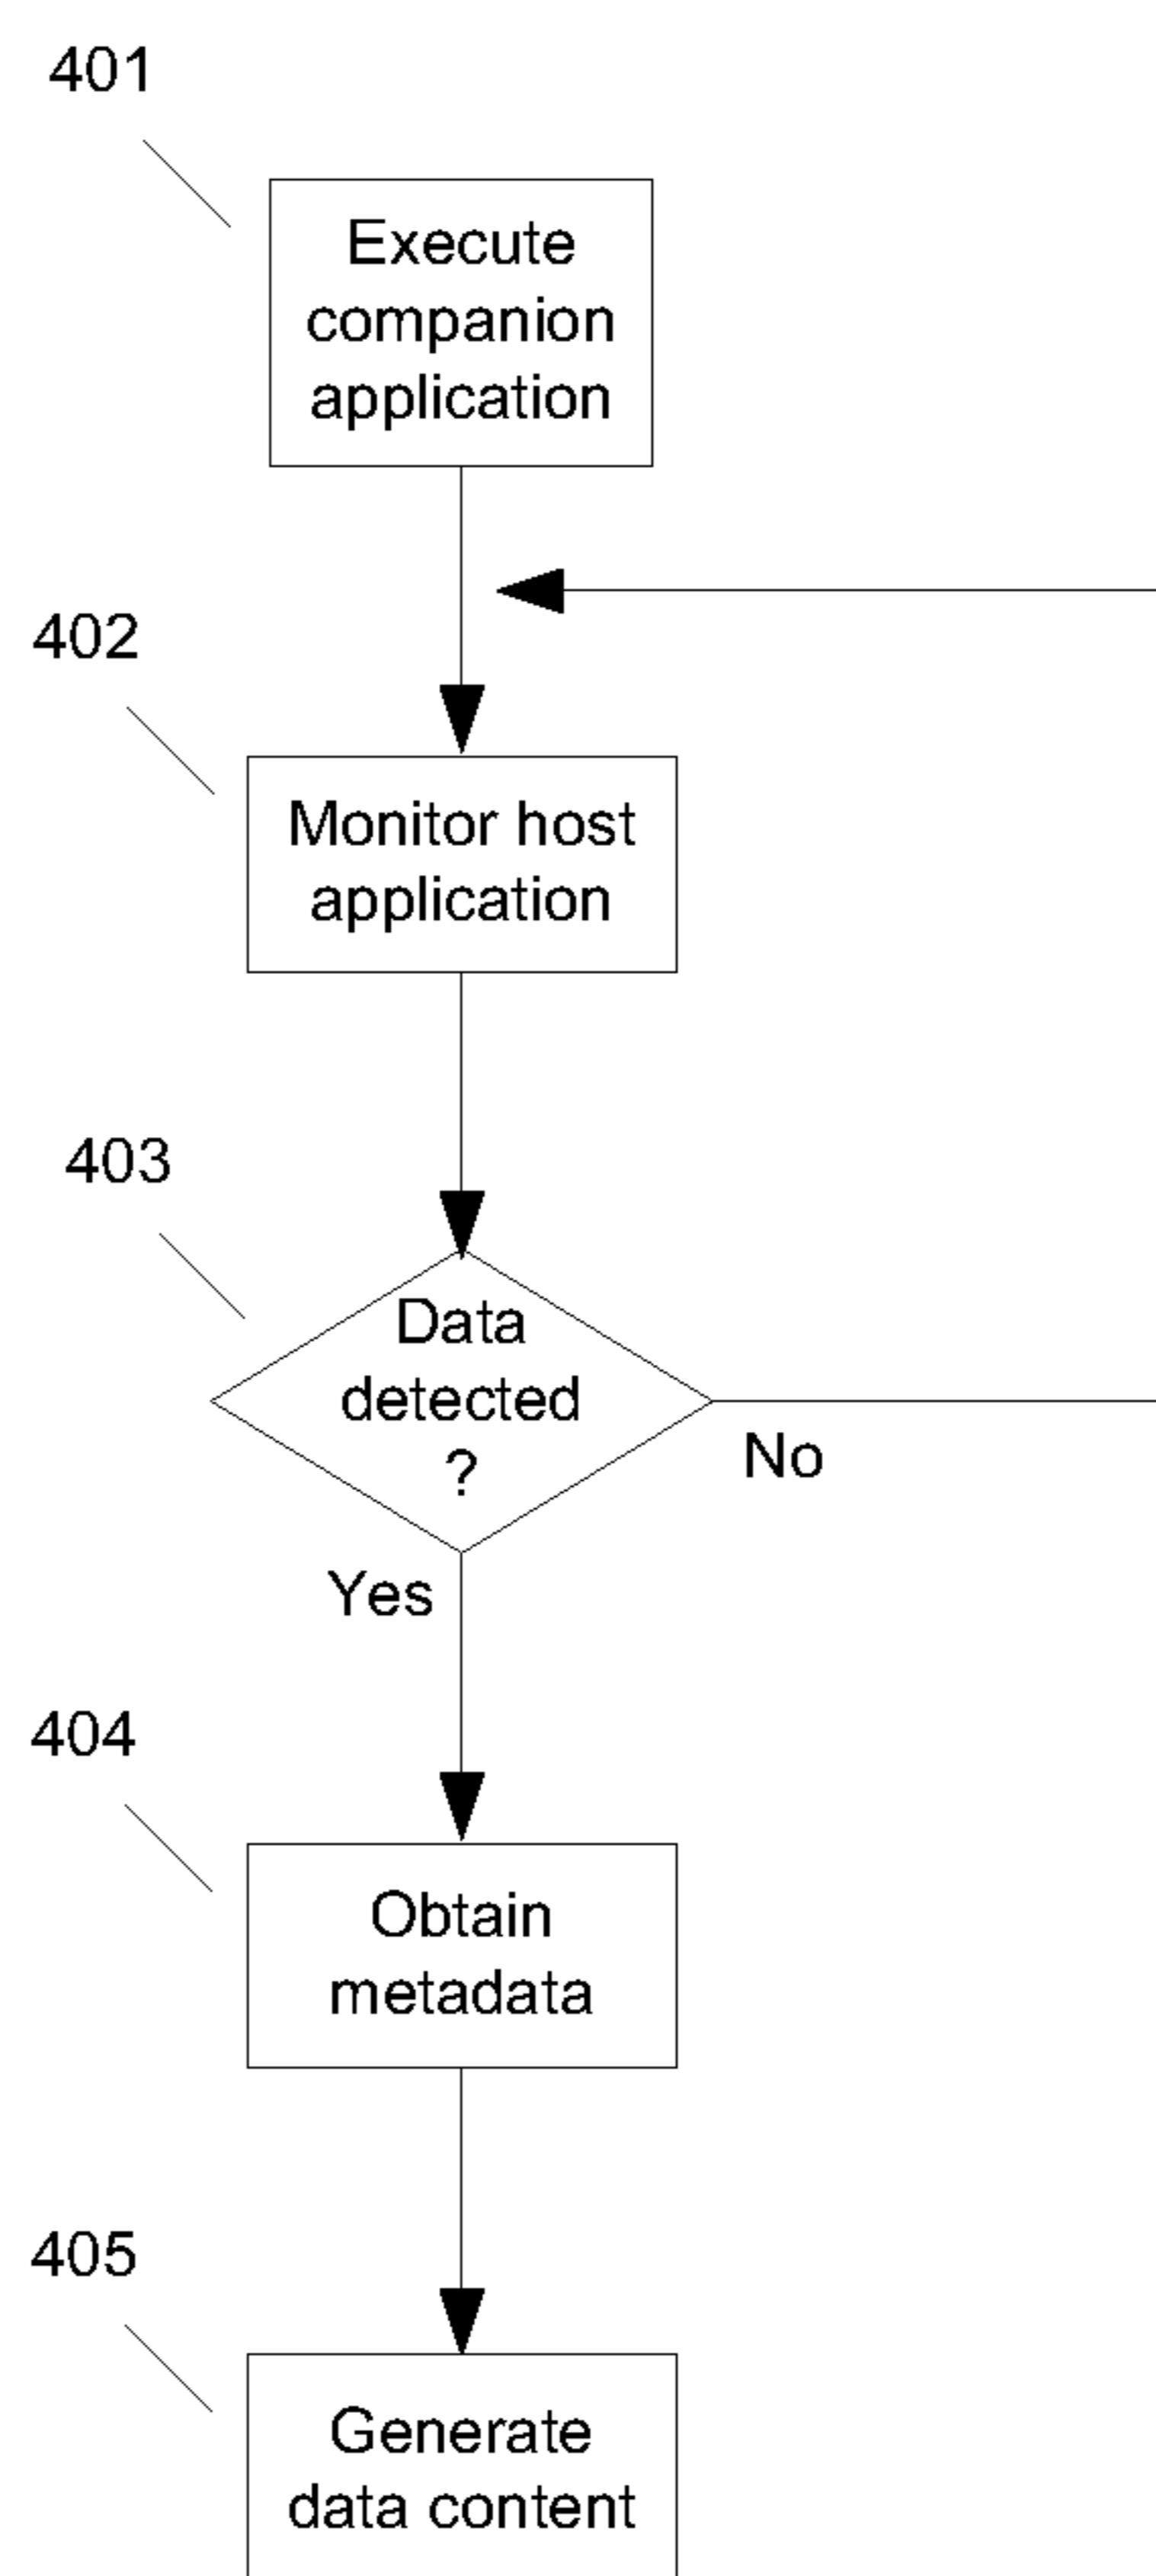 401
Execute
companion
application
402
Monitor host
application
403
Data
detected
?
No
Yes
404
Obtain
metadata
405
Generate
data content